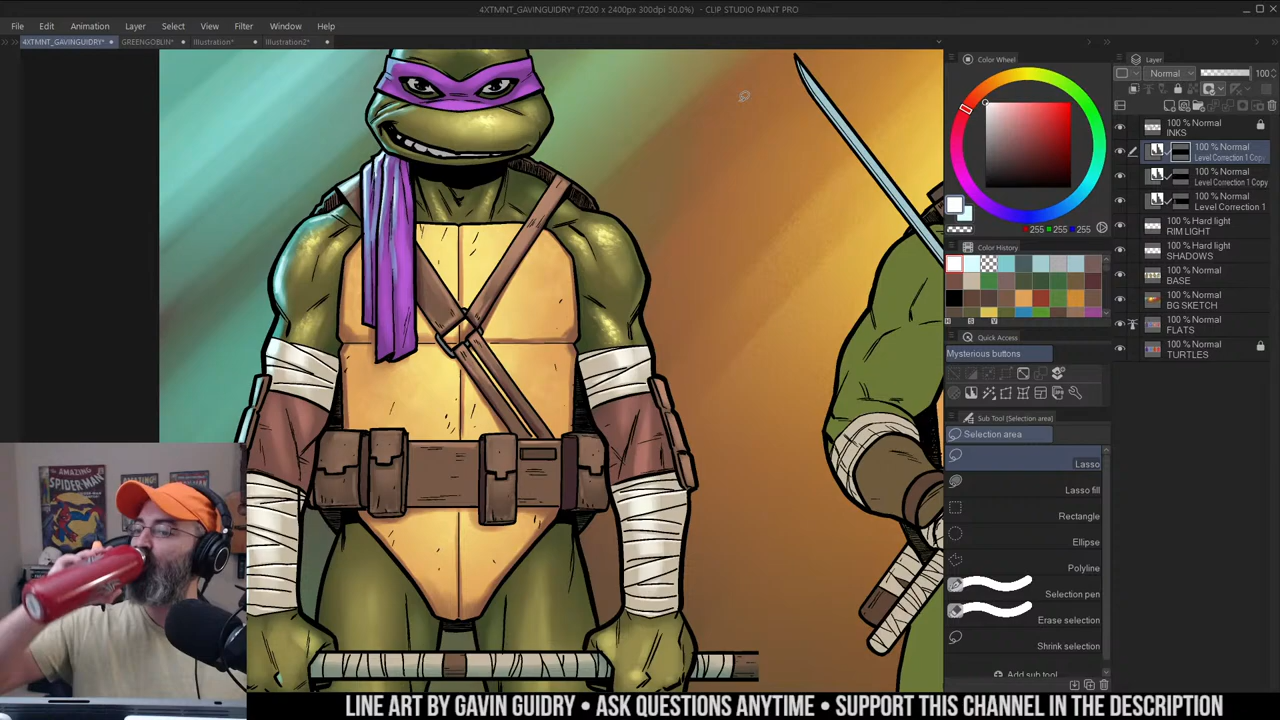 4XTMNT_GAVINGUIDRY* (7200 x 2400px 300dpi 50.0%) - CLIP STUDIO PAINT PRO
File Edit Animation Layer Select View Filter Window Help
4XTMNT_GAVINGUIDRY* GREENGOBLIN* Illustration* Illustration2*
Color Wheel
255 255 255
Color History
H S V
Quick Access
Mysterious buttons
Sub Tool [Selection area]
Selection area
Lasso
Lasso fill
Rectangle
Ellipse
Polyline
Selection pen
Erase selection
Shrink selection
Add sub tool
Layer
Normal 100
100 % Normal
INKS
100 % Normal
Level Correction 1 Copy
100 % Normal
Level Correction 1 Copy
100 % Normal
Level Correction 1
100 % Hard light
RIM LIGHT
100 % Hard light
SHADOWS
100 % Normal
BASE
100 % Normal
BG SKETCH
100 % Normal
FLATS
100 % Normal
TURTLES
AMAZING
SPIDER-MAN
LINE ART BY GAVIN GUIDRY • ASK QUESTIONS ANYTIME • SUPPORT THIS CHANNEL IN THE DESCRIPTION